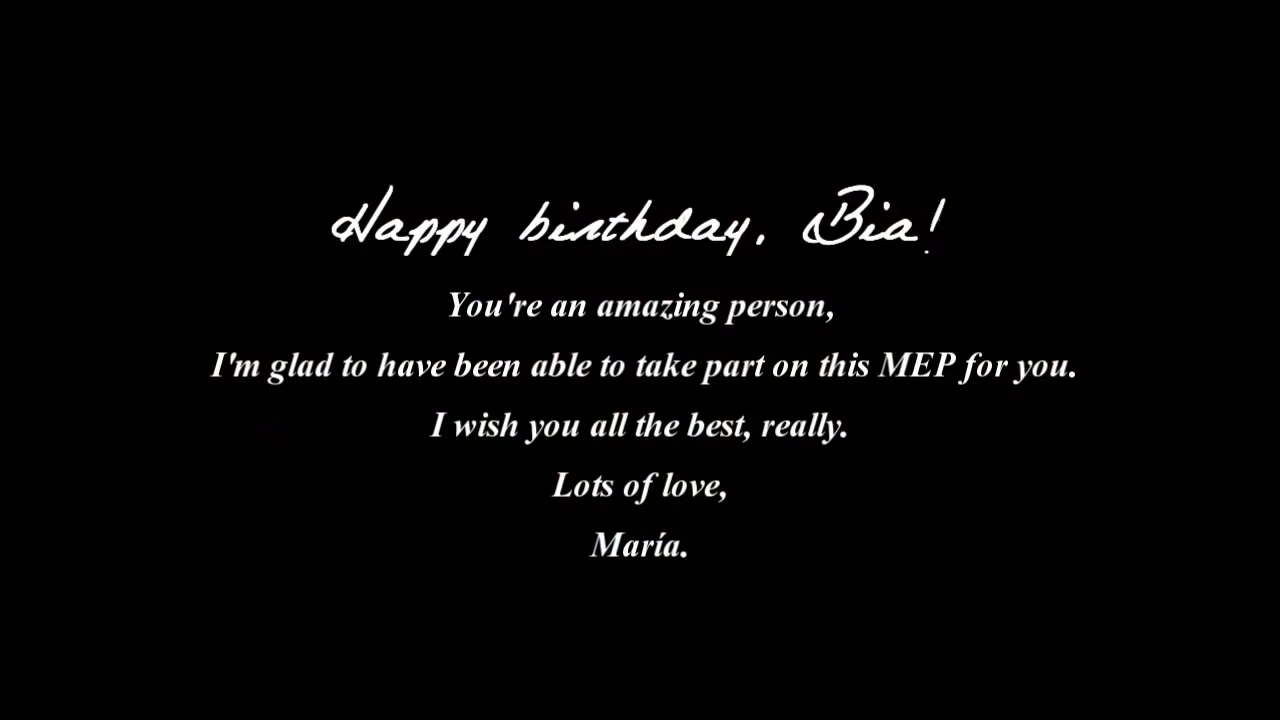 Happy birthday, Bia!
You're an amazing person,
I'm glad to have been able to take part on this MEP for you.
I wish you all the best, really.
Lots of love,
María.